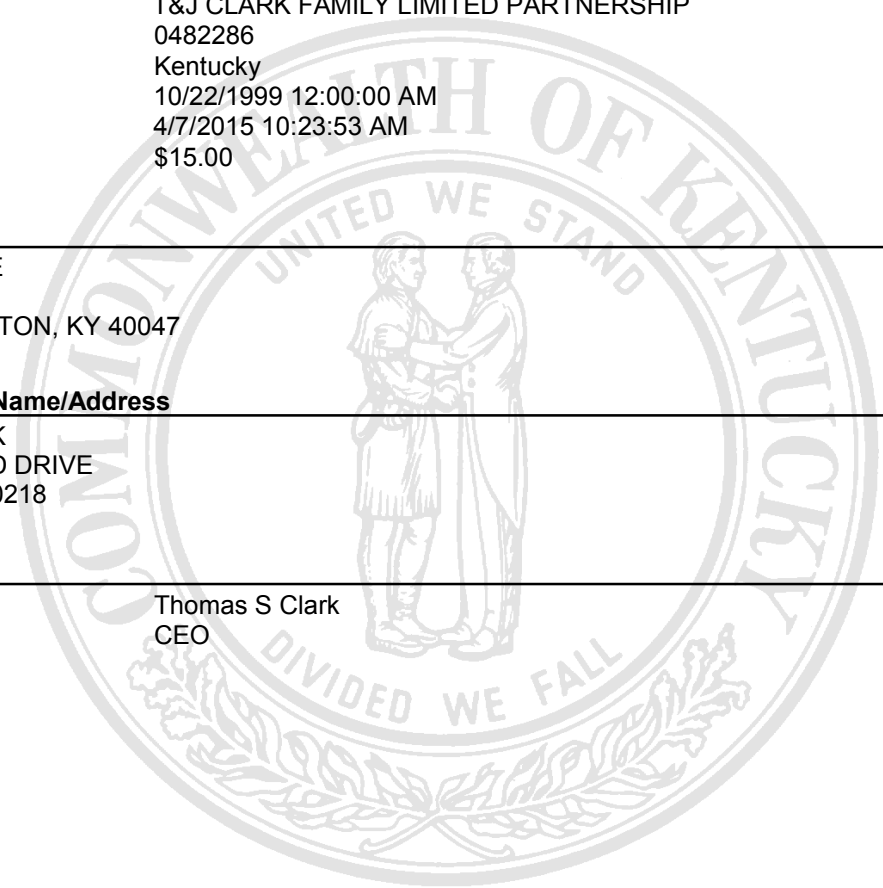 T&J CLARK FAMILY LIMITED PARTNERSHIP
0482286
Kentucky
10/22/1999 12:00:00 AM
4/7/2015 10:23:53 AM
$15.00
COMMONWEALTH OF KENTUCKY
UNITED WE STAND
E
TON, KY 40047
Name/Address
K
D DRIVE
0218
Thomas S Clark
CEO
DIVIDED WE FALL